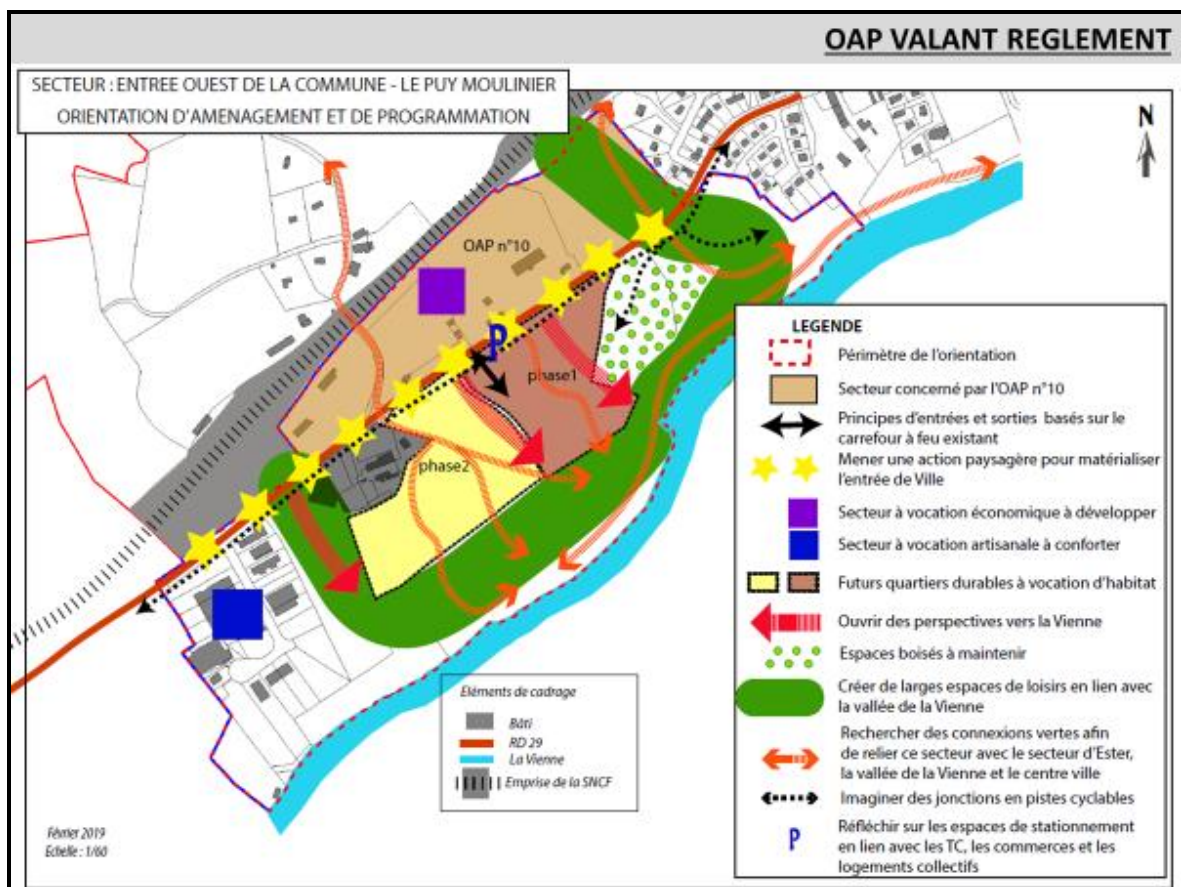 OAP VALANT REGLEMENT
SECTEUR : ENTREE OUEST DE LA COMMUNE - LE PUY MOULINIER
ORIENTATION D'AMENAGEMENT ET DE PROGRAMMATION
N
OAP n°10
P
phase1
phase2
LEGENDE
Périmètre de l'orientation
Secteur concerné par l'OAP n°10
Principes d'entrées et sorties basés sur le
carrefour à feu existant
Mener une action paysagère pour matérialiser
l'entrée de Ville
Secteur à vocation économique à développer
Secteur à vocation artisanale à conforter
Futurs quartiers durables à vocation d'habitat
Ouvrir des perspectives vers la Vienne
Espaces boisés à maintenir
Créer de larges espaces de loisirs en lien avec
la vallée de la Vienne
Rechercher des connexions vertes afin
de relier ce secteur avec le secteur d'Ester,
la vallée de la Vienne et le centre ville
Imaginer des jonctions en pistes cyclables
P
Réfléchir sur les espaces de stationnement
en lien avec les TC, les commerces et les
logements collectifs
Eléments de cadrage
Bâti
RD 29
La Vienne
Emprise de la SNCF
Février 2019
Echelle : 1/60